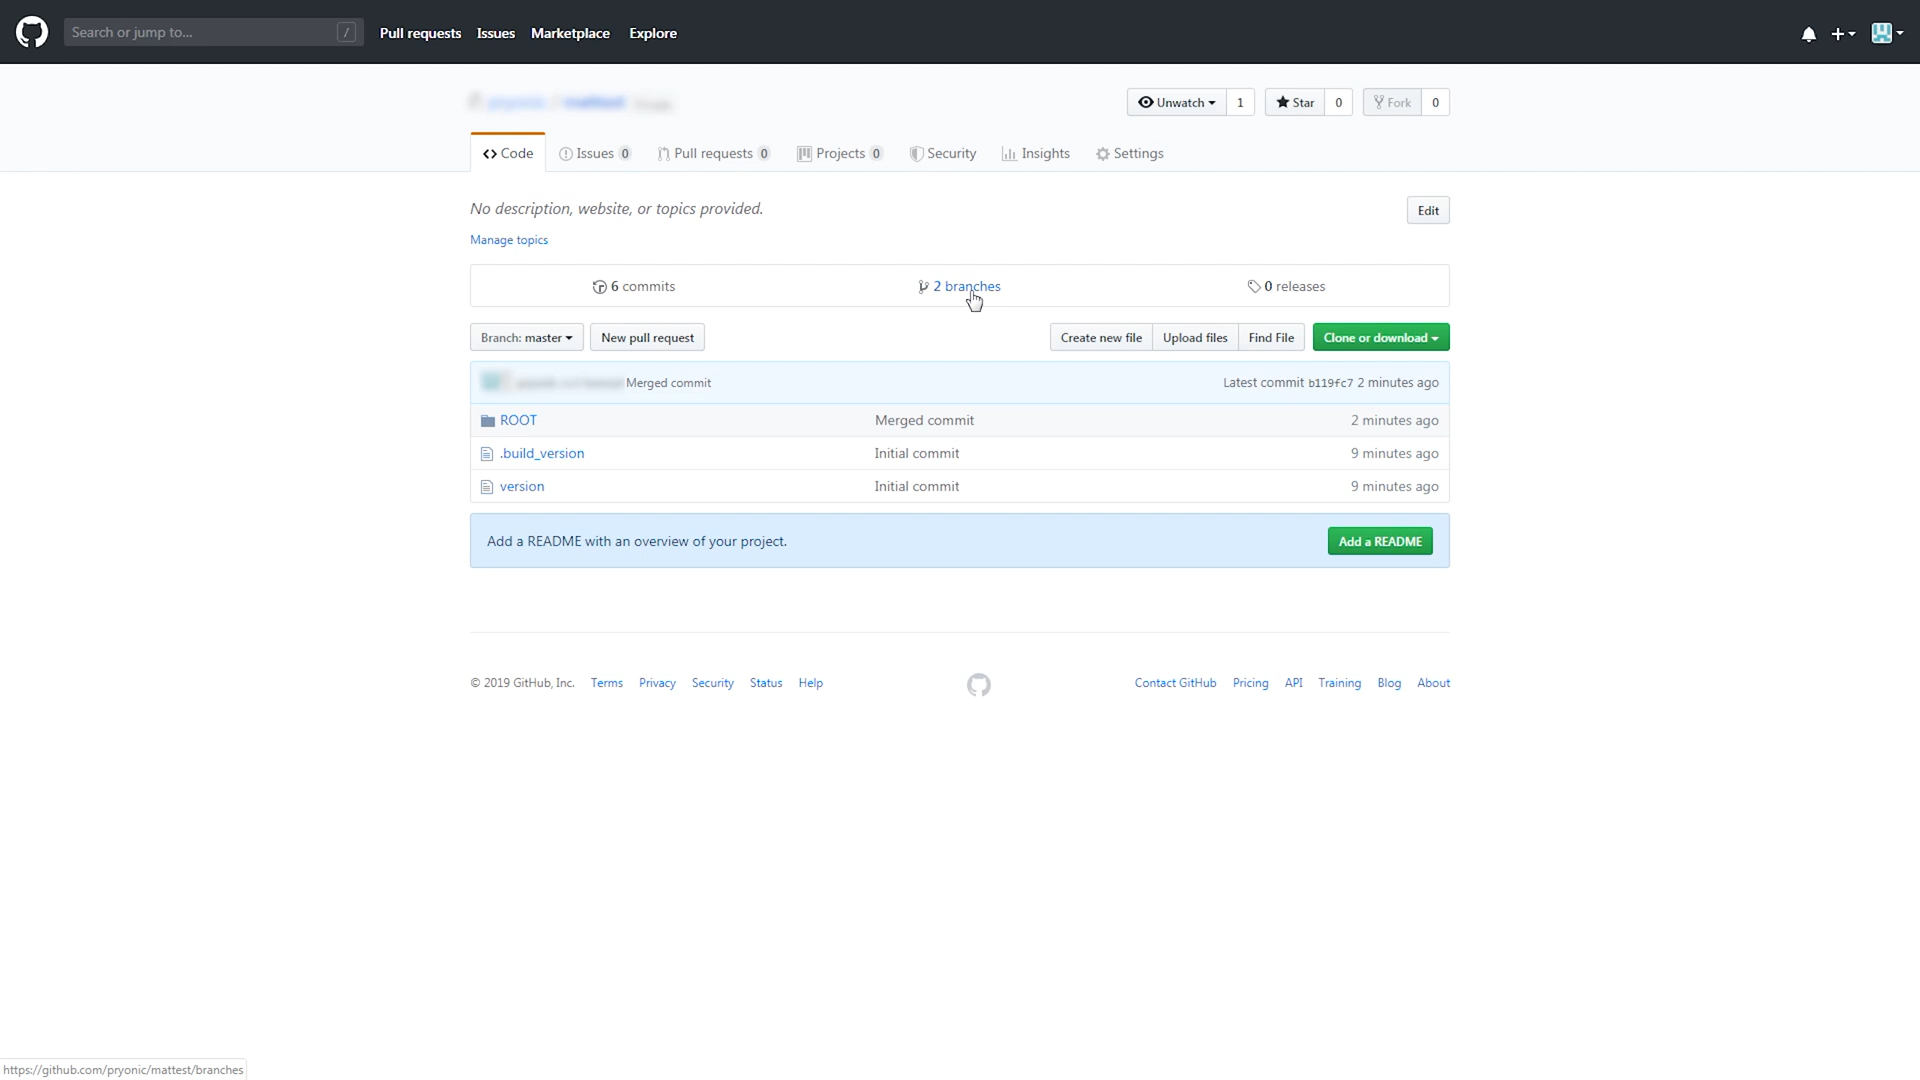 Search or jump to... / Pull requests Issues Marketplace Explore
Unwatch 1 Star 0 Fork 0
Code Issues 0 Pull requests 0 Projects 0 Security Insights Settings
No description, website, or topics provided. Edit
Manage topics
6 commits 2 branches 0 releases
Branch: master New pull request Create new file Upload files Find File Clone or download
Merged commit Latest commit b119fc7 2 minutes ago
ROOT Merged commit 2 minutes ago
.build_version Initial commit 9 minutes ago
version Initial commit 9 minutes ago
Add a README with an overview of your project. Add a README
© 2019 GitHub, Inc. Terms Privacy Security Status Help Contact GitHub Pricing API Training Blog About
https://github.com/pryonic/mattest/branches